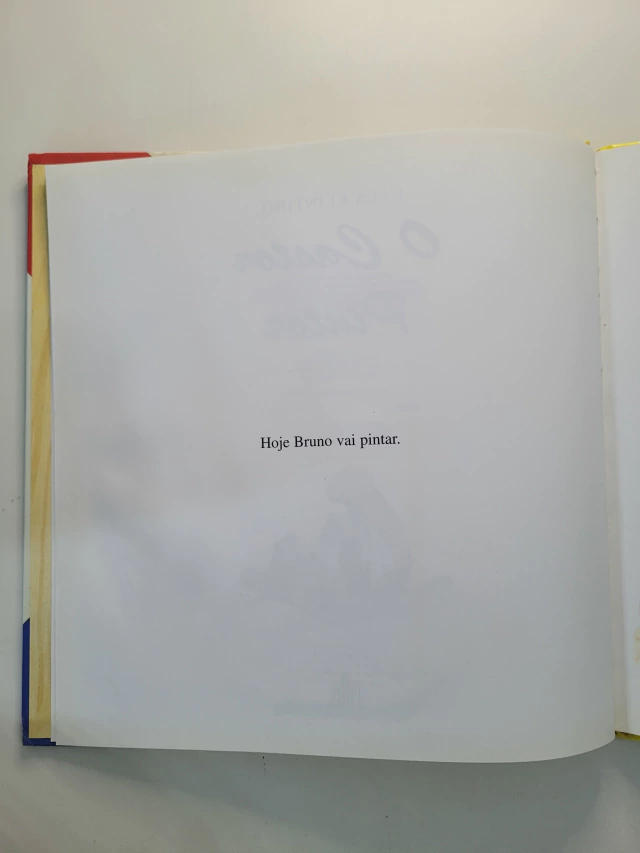 Hoje Bruno vai pintar.